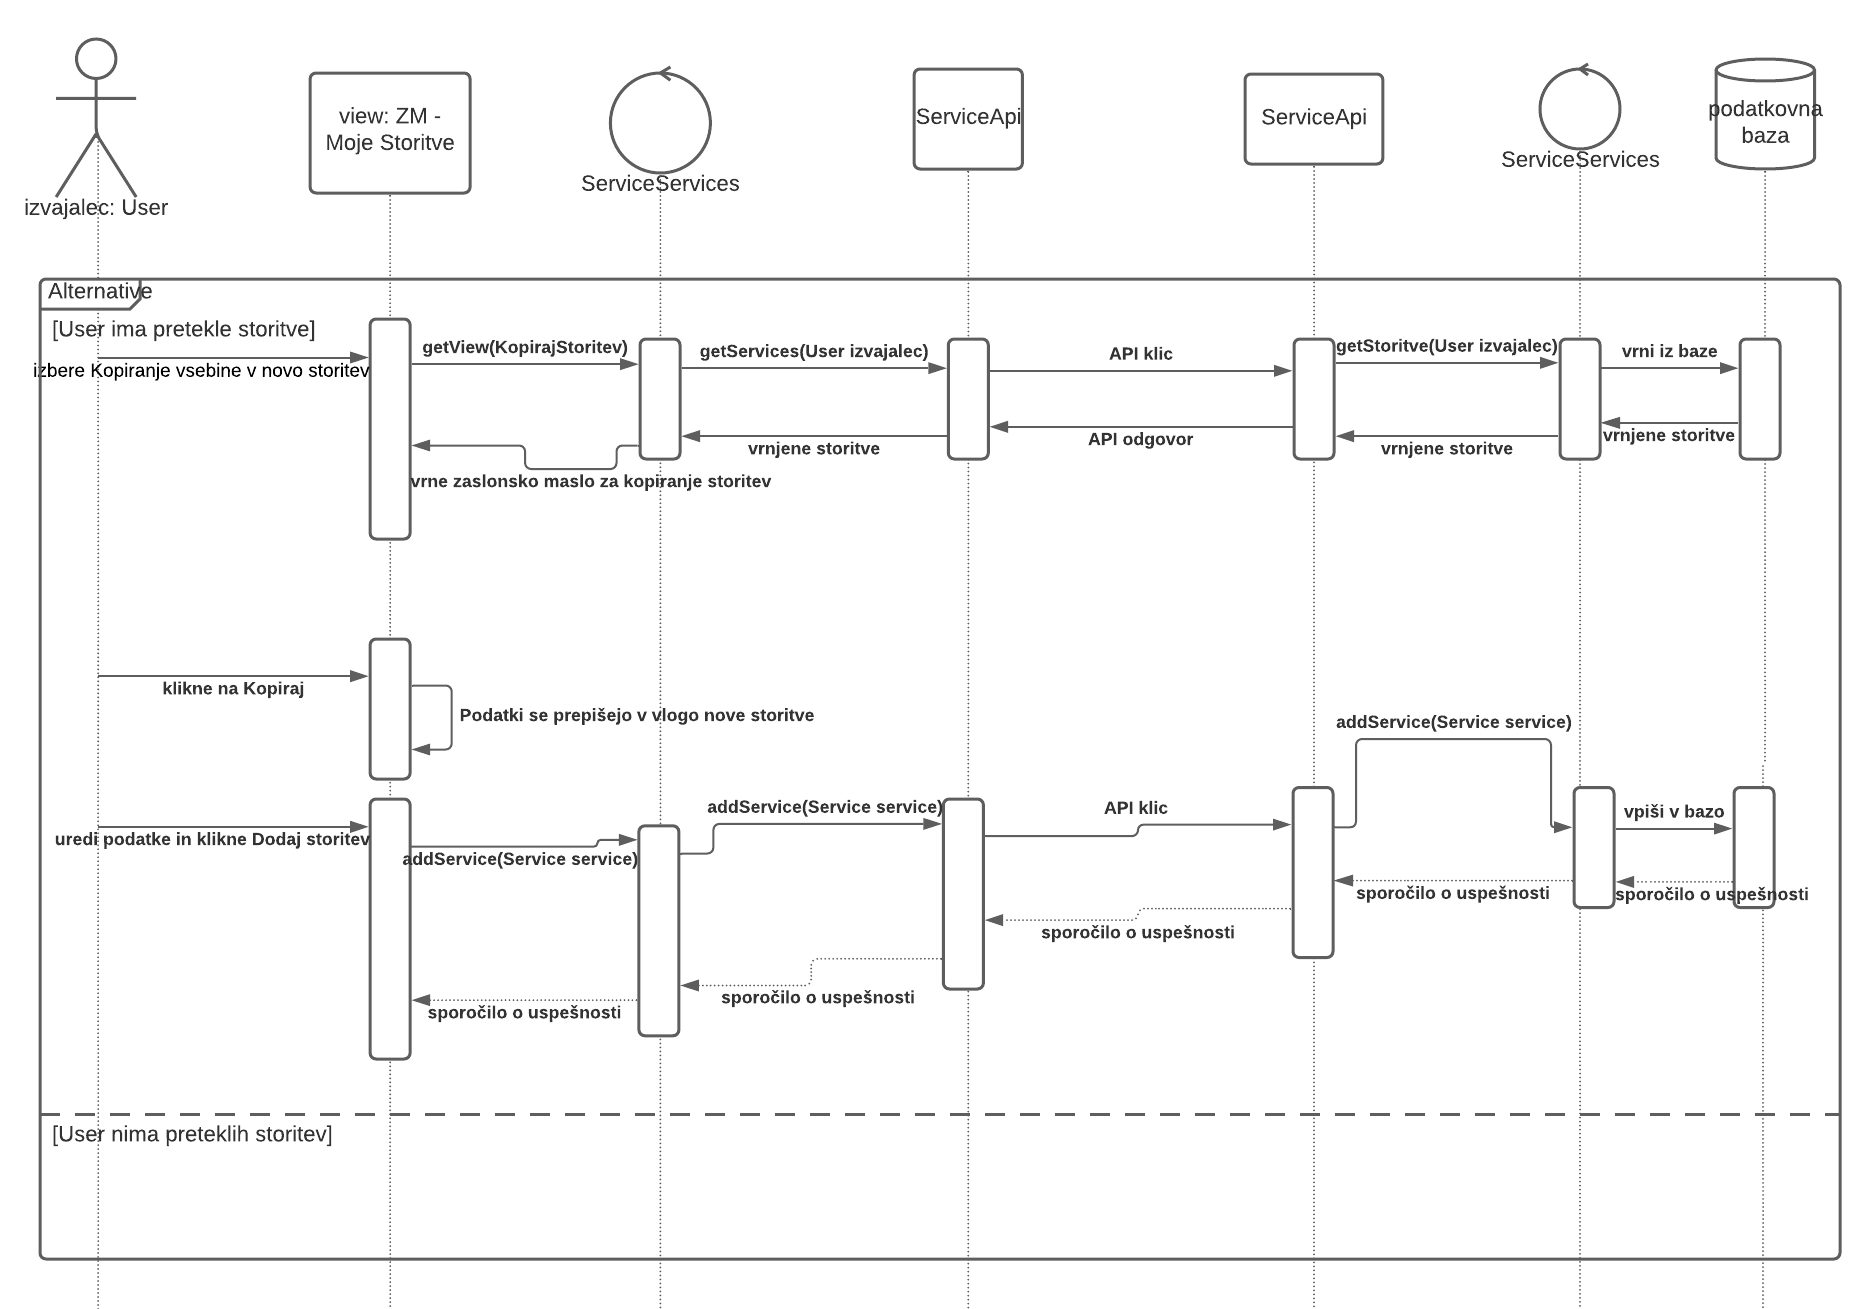 view: ZM -
Moje Storitve
ServiceApi
ServiceApi
podatkovna
baza
ServiceServices
ServiceServices
izvajalec: User
Alternative
[User ima pretekle storitve]
izbere Kopiranje vsebine v novo storitev
getView(KopirajStoritev)
getServices(User izvajalec)
API klic
getStoritve(User izvajalec)
vrni iz baze
vrnjene storitve
vrnjene storitve
API odgovor
vrnjene storitve
vrne zaslonsko maslo za kopiranje storitev
klikne na Kopiraj
Podatki se prepišejo v vlogo nove storitve
addService(Service service)
uredi podatke in klikne Dodaj storitev
addService(Service service)
addService(Service service)
API klic
vpiši v bazo
sporočilo o uspešnosti
sporočilo o uspešnosti
sporočilo o uspešnosti
sporočilo o uspešnosti
sporočilo o uspešnosti
[User nima preteklih storitev]